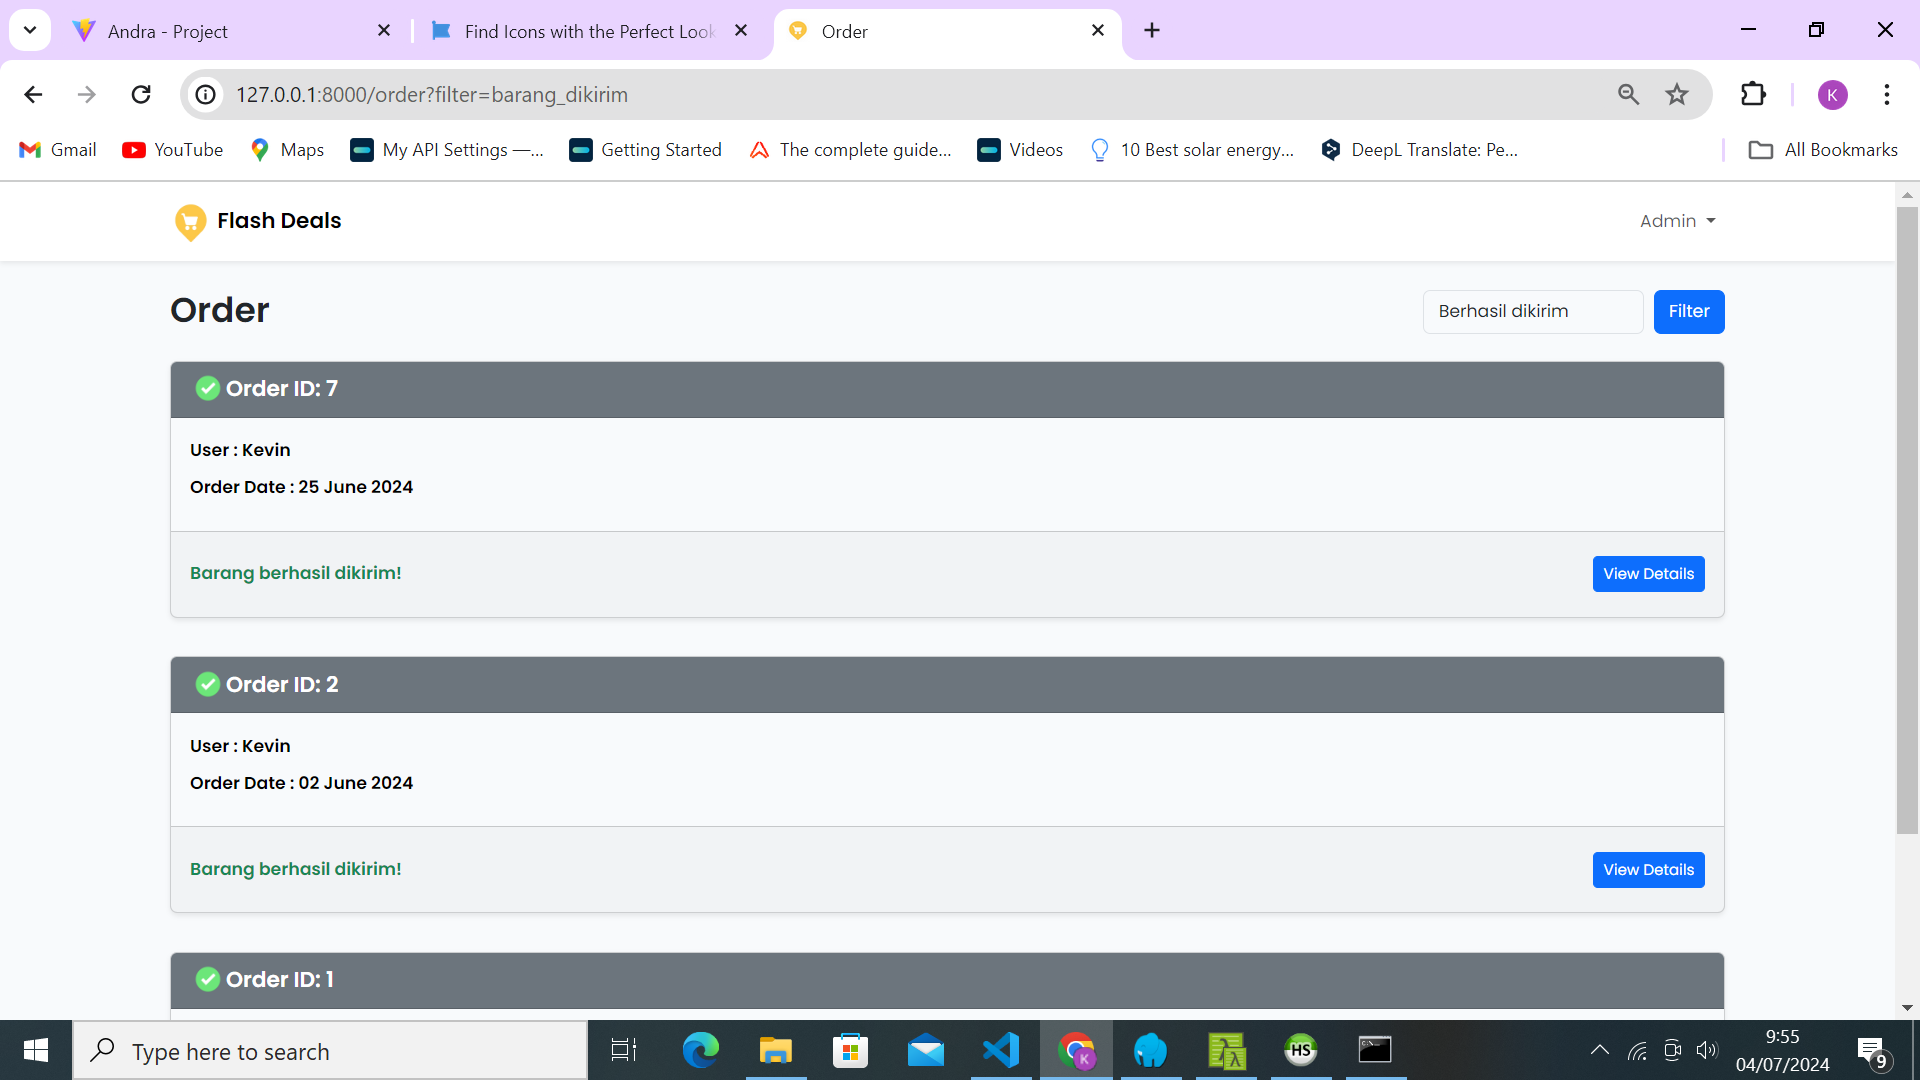 Andra - Project
Find Icons with the Perfect Look
Order
127.0.0.1:8000/order?filter=barang_dikirim
K
Gmail
YouTube
Maps
My API Settings —...
Getting Started
The complete guide...
Videos
10 Best solar energy...
DeepL Translate: Pe...
All Bookmarks
Flash Deals
Admin
Order
Berhasil dikirim
Filter
Order ID: 7
User : Kevin
Order Date : 25 June 2024
Barang berhasil dikirim!
View Details
Order ID: 2
User : Kevin
Order Date : 02 June 2024
Barang berhasil dikirim!
View Details
Order ID: 1
Type here to search
K
λ
HS
9:55
04/07/2024
9